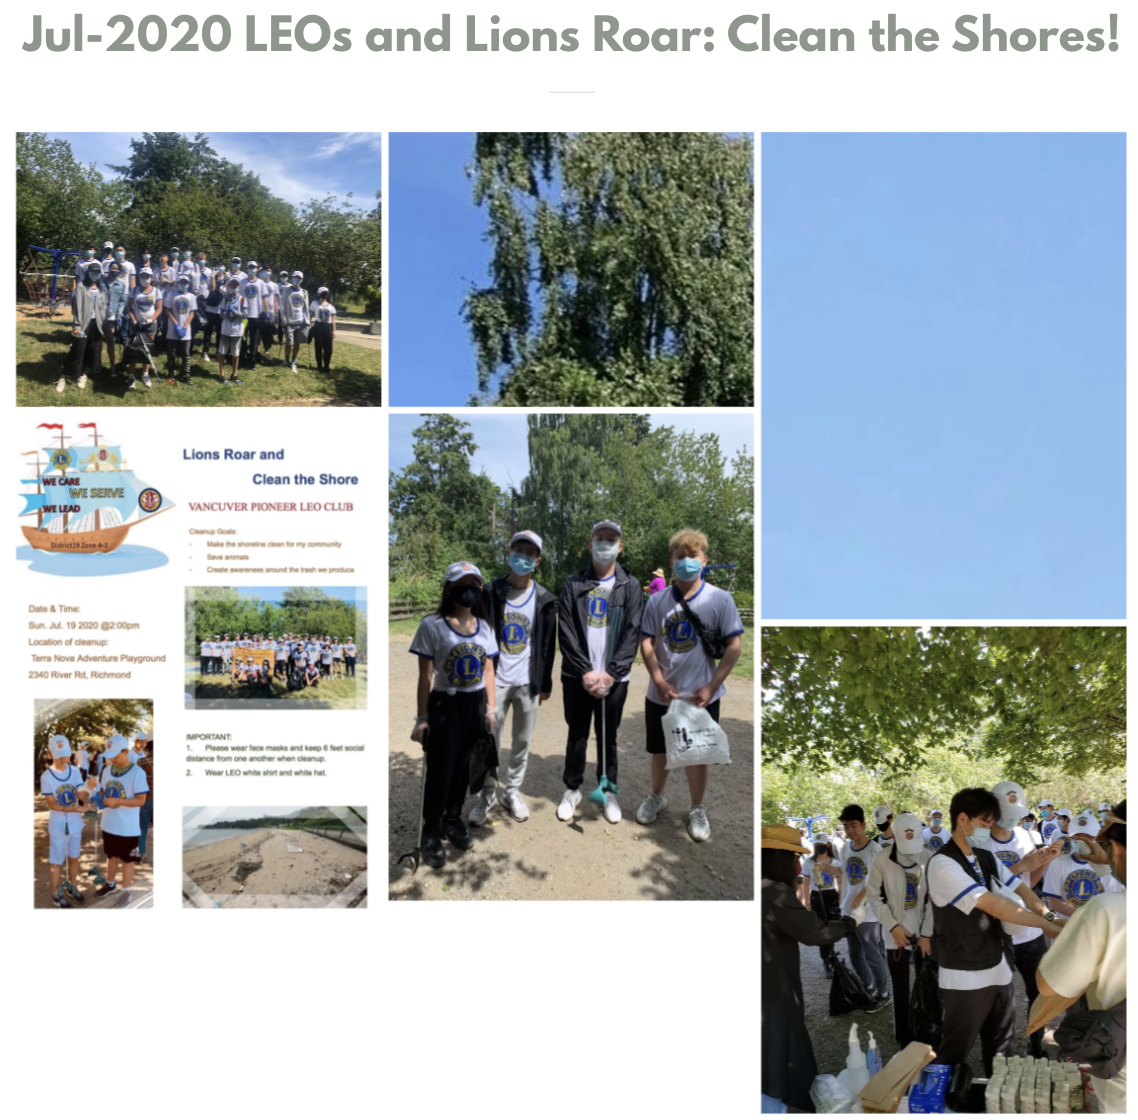 Jul-2020 LEOs and Lions Roar: Clean the Shores!
WE CARE
WE SERVE
WE LEAD
District19 Zone A-1
Lions Roar and
Clean the Shore
VANCUVER PIONEER LEO CLUB
Cleanup Goals:
- Make the shoreline clean for my community
- Save animals
- Create awareness around the trash we produce
Date & Time:
Sun. Jul. 19 2020 @2:00pm
Location of cleanup:
Terra Nova Adventure Playground
2340 River Rd, Richmond
IMPORTANT:
1. Please wear face masks and keep 6 feet social
distance from one another when cleanup.
2. Wear LEO white shirt and white hat.
LIONS
L
LIONS
L
LIONS
L
L
L